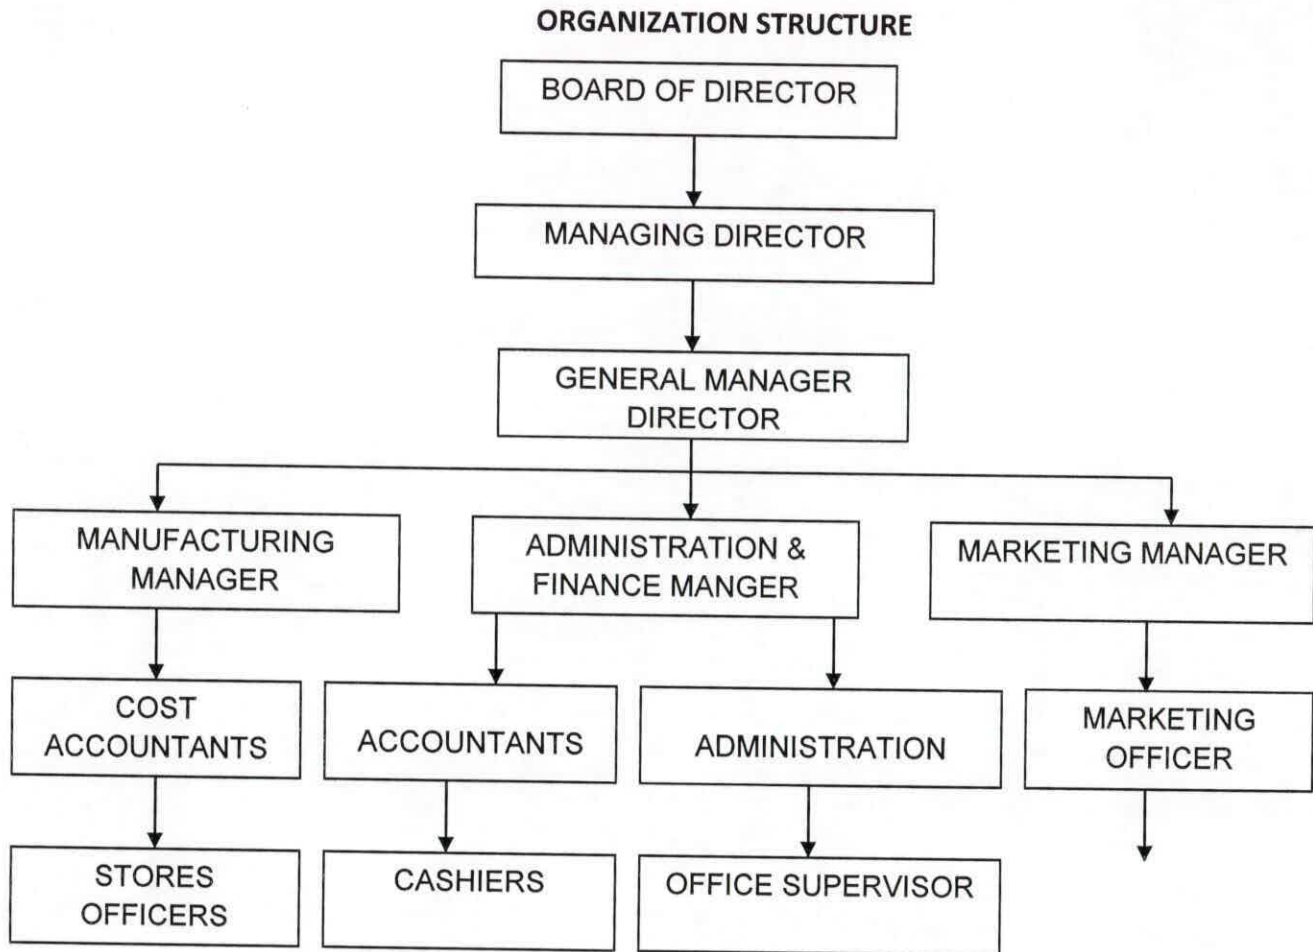 ORGANIZATION STRUCTURE
BOARD OF DIRECTOR
MANAGING DIRECTOR
GENERAL MANAGER
DIRECTOR
MANUFACTURING
MANAGER
ADMINISTRATION &
FINANCE MANGER
MARKETING MANAGER
COST
ACCOUNTANTS
ACCOUNTANTS
ADMINISTRATION
MARKETING
OFFICER
STORES
OFFICERS
CASHIERS
OFFICE SUPERVISOR